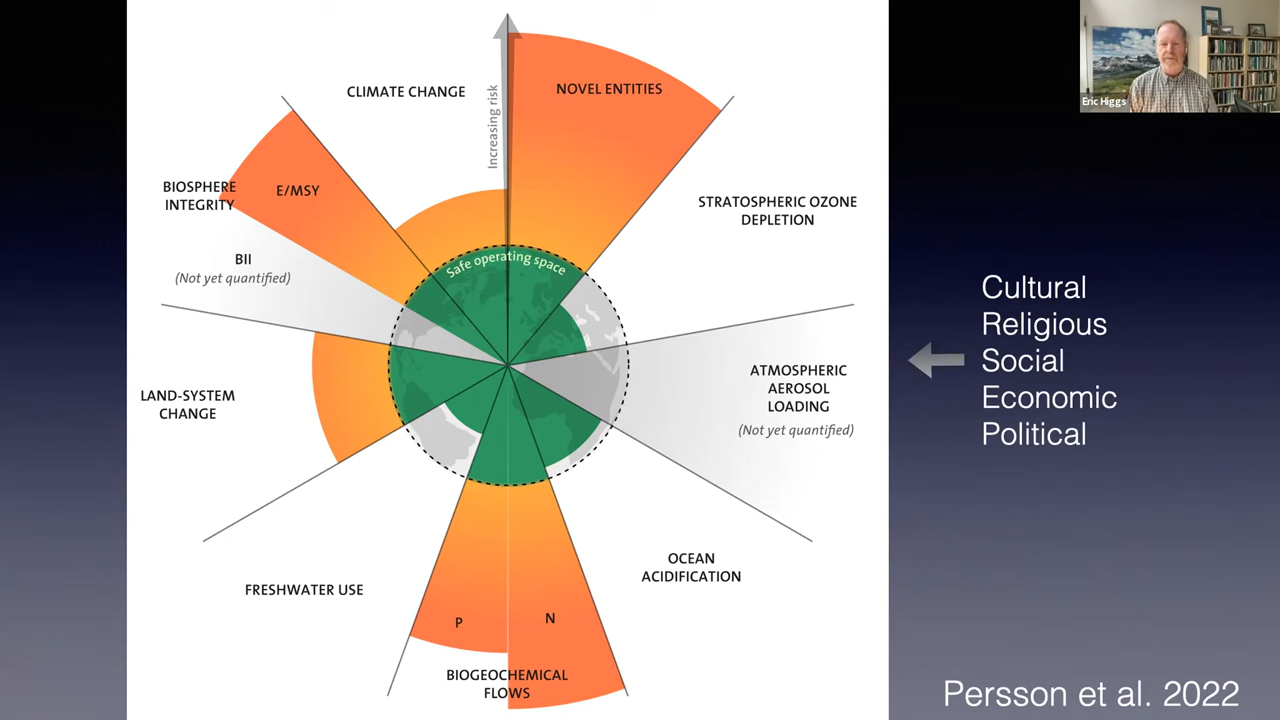 CLIMATE CHANGE
Increasing risk
NOVEL ENTITIES
Eric Higgs
BIOSPHERE
INTEGRITY
E/MSY
STRATOSPHERIC OZONE
DEPLETION
BII
(Not yet quantified)
Safe operating space
LAND-SYSTEM
CHANGE
ATMOSPHERIC
AEROSOL
LOADING
(Not yet quantified)
FRESHWATER USE
P
N
BIOGEOCHEMICAL
FLOWS
OCEAN
ACIDIFICATION
Cultural
Religious
Social
Economic
Political
Persson et al. 2022